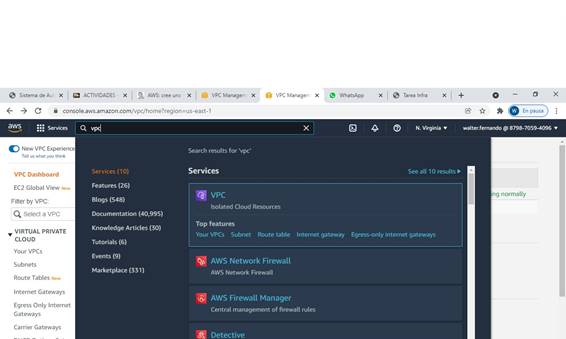 Sistema de Au
ACTIVIDADES
AWS: cree uno
VPC Managem
VPC Managem
WhatsApp
Tarea Infra
console.aws.amazon.com/vpc/home?region=us-east-1
W
En pausa
aws
Services
vpc
N. Virginia
walter.fernando @ 8798-7059-4096
New VPC Experience
Tell us what you think
VPC Dashboard
EC2 Global View New
Filter by VPC:
Select a VPC
VIRTUAL PRIVATE
CLOUD
Your VPCs
Subnets
Route Tables New
Internet Gateways
Egress Only Internet
Gateways
Carrier Gateways
Search results for 'vpc'
Services (10)
Features (26)
Blogs (548)
Documentation (40,995)
Knowledge Articles (30)
Tutorials (6)
Events (9)
Marketplace (331)
Services
See all 10 results
VPC
Isolated Cloud Resources
Top features
Your VPCs
Subnet
Route table
Internet gateway
Egress-only internet gateways
AWS Network Firewall
AWS Network Firewall
AWS Firewall Manager
Central management of firewall rules
Detective
ing normally